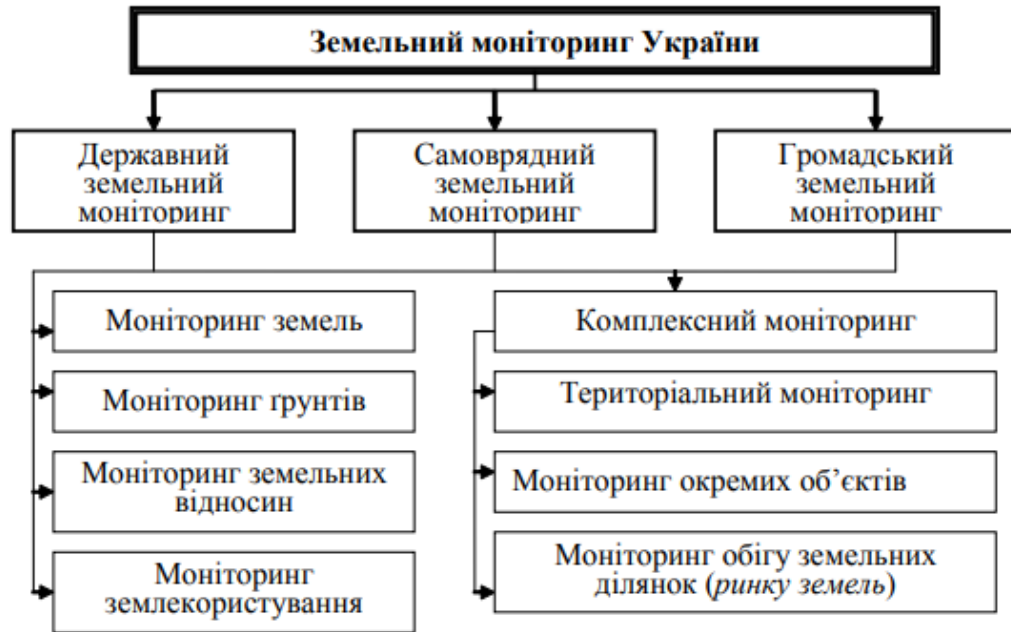 Земельний моніторинг України
Державний
земельний
моніторинг
Самоврядний
земельний
моніторинг
Громадський
земельний
моніторинг
Моніторинг земель
Моніторинг ґрунтів
Моніторинг земельних
відносин
Моніторинг
землекористування
Комплексний моніторинг
Територіальний моніторинг
Моніторинг окремих об’єктів
Моніторинг обігу земельних
ділянок (ринку земель)